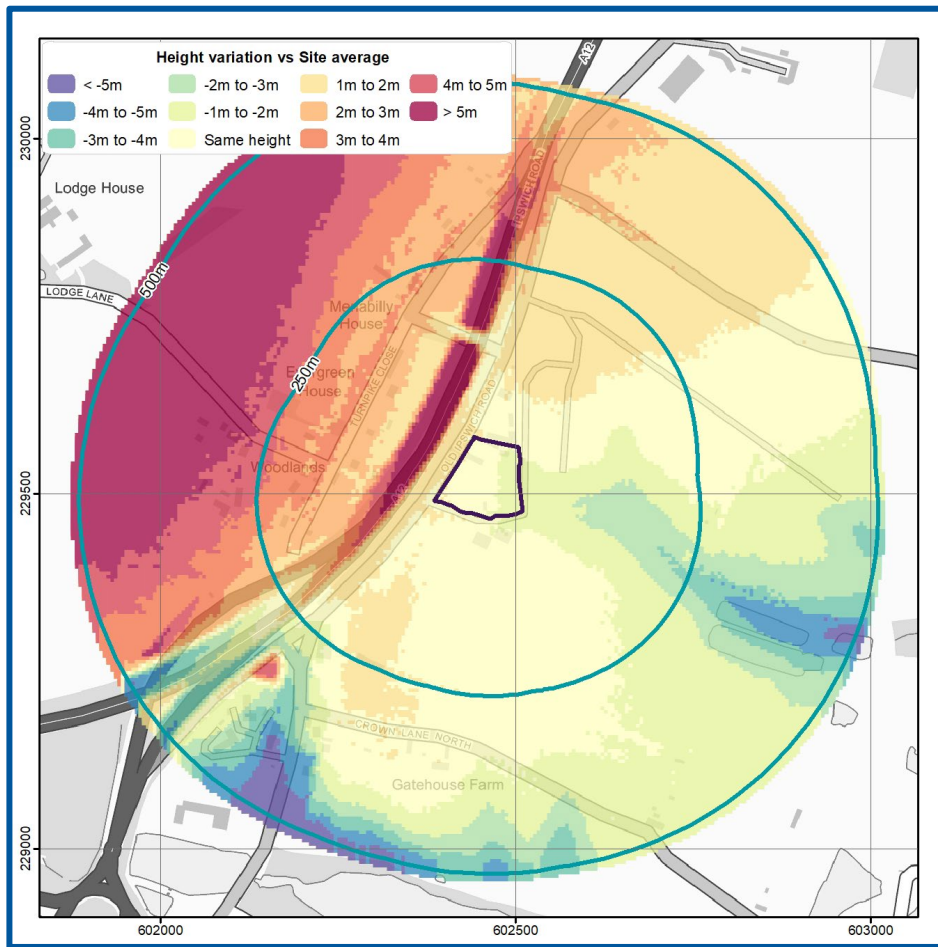 Height variation vs Site average
< -5m
-4m to -5m
-3m to -4m
-2m to -3m
-1m to -2m
Same height
1m to 2m
2m to 3m
3m to 4m
4m to 5m
> 5m
A12
IPSWICH ROAD
230000
Lodge House
LODGE LANE
500m
Menabilly
House
250m
Evergreen
House
TURNPIKE CLOSE
OLD IPSWICH ROAD
Woodlands
A12
229500
CROWN LANE NORTH
Gatehouse Farm
229000
602000
602500
603000